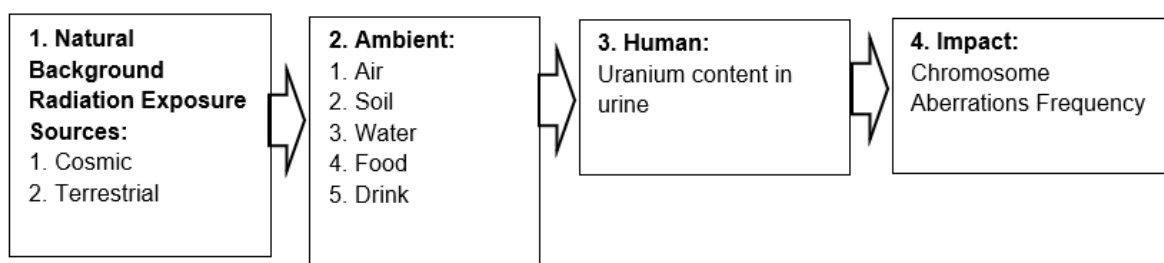 1. Natural
Background
Radiation Exposure
Sources:
1. Cosmic
2. Terrestrial
2. Ambient:
1. Air
2. Soil
3. Water
4. Food
5. Drink
3. Human:
Uranium content in
urine
4. Impact:
Chromosome
Aberrations Frequency